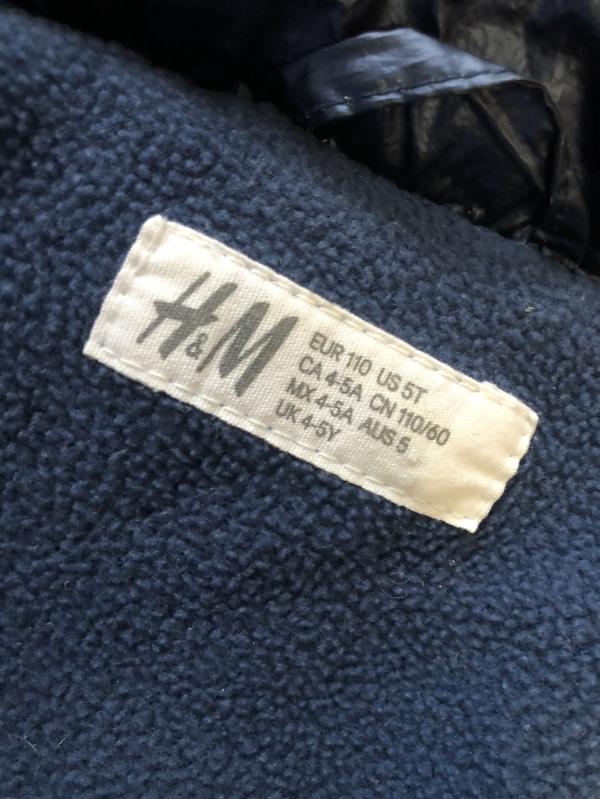 H&M
EUR 110 US 5T
CA 4-5A CN 110/60
MX 4-5A AUS 5
UK 4-5Y